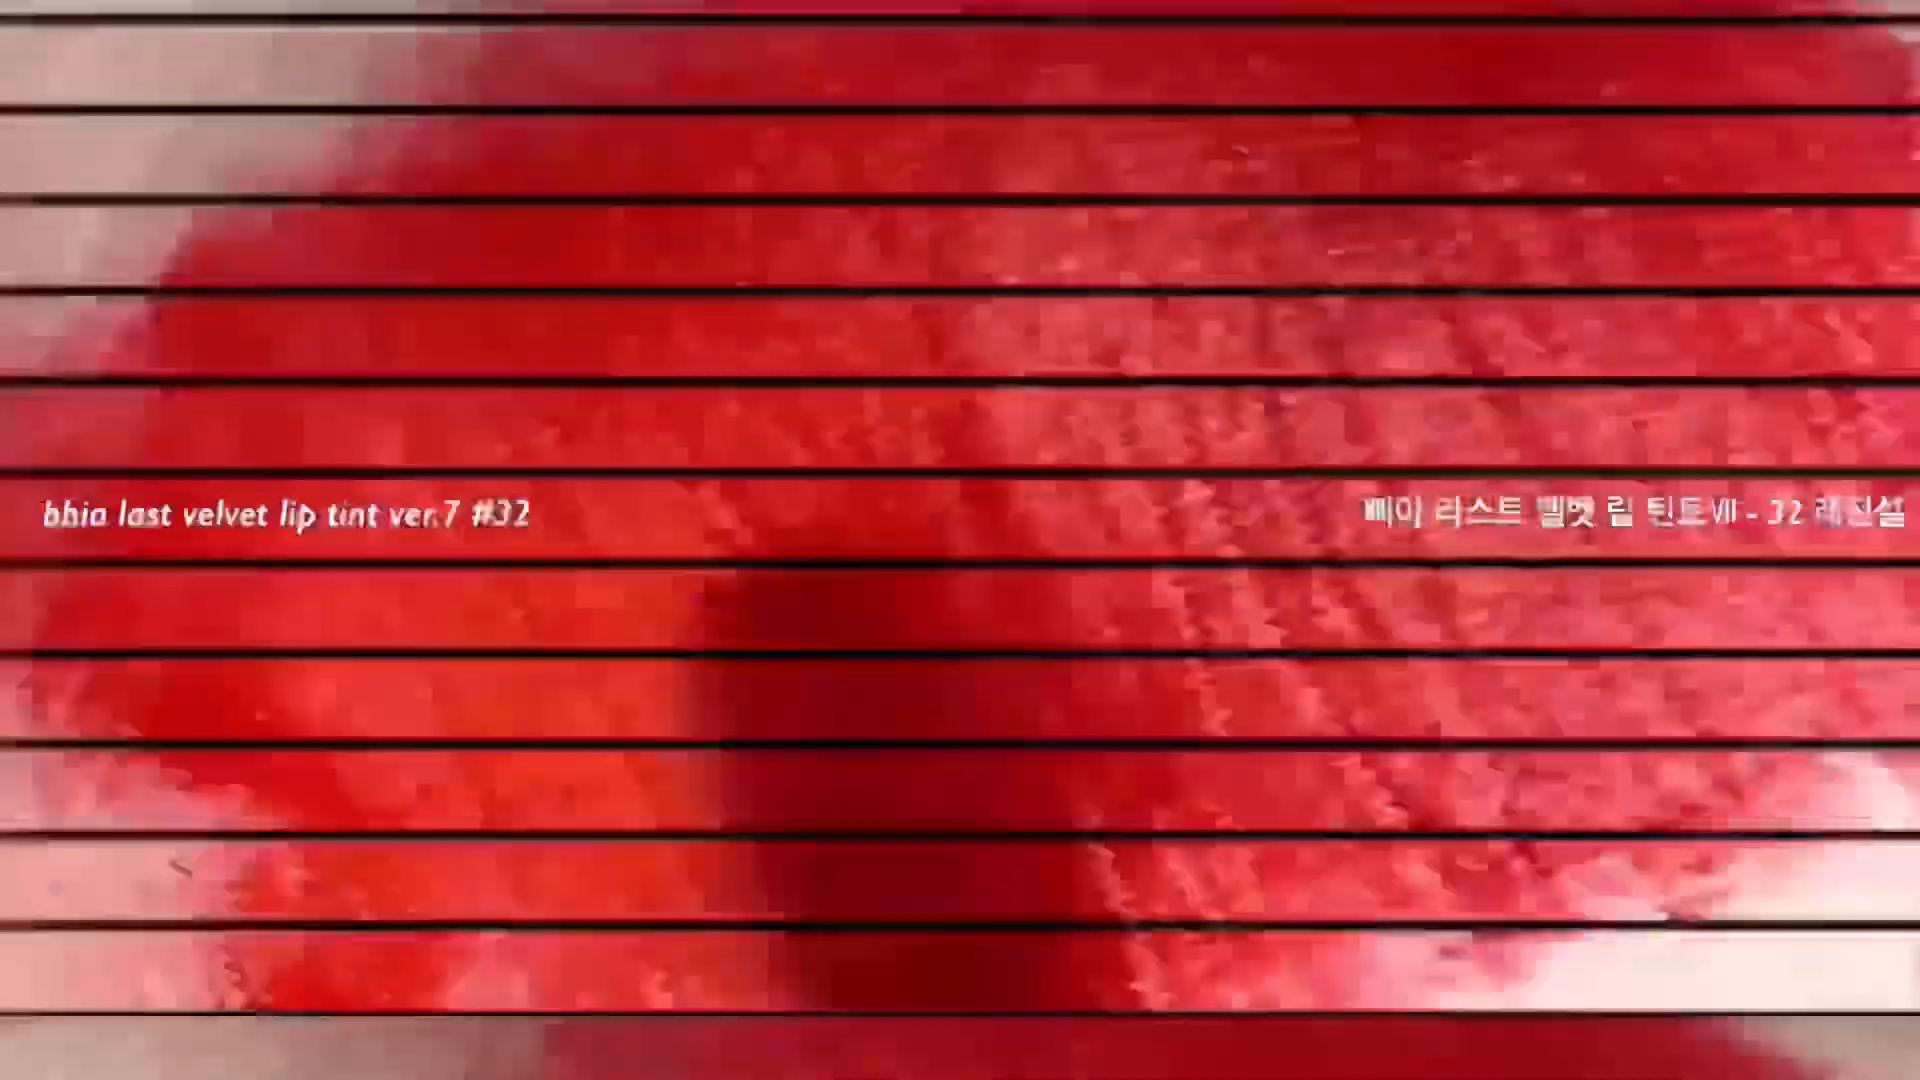 bbia last velvet lip tint ver.7 #32
삐아 라스트 벨벳 립 틴트 Ⅶ - 32